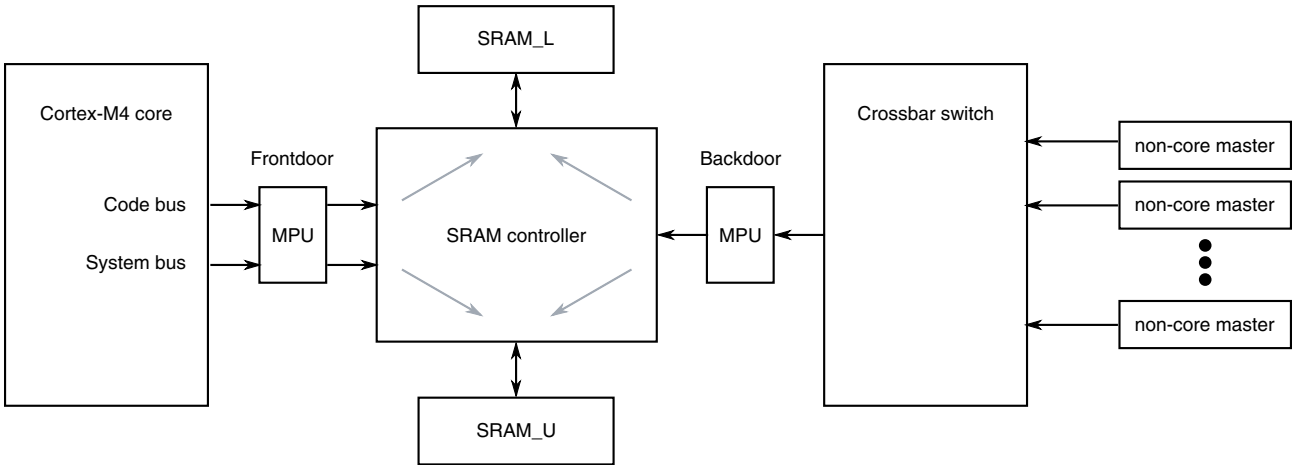 SRAM_L
Cortex-M4 core
Crossbar switch
Frontdoor
Backdoor
non-core master
Code bus
non-core master
MPU
SRAM controller
MPU
System bus
non-core master
SRAM_U